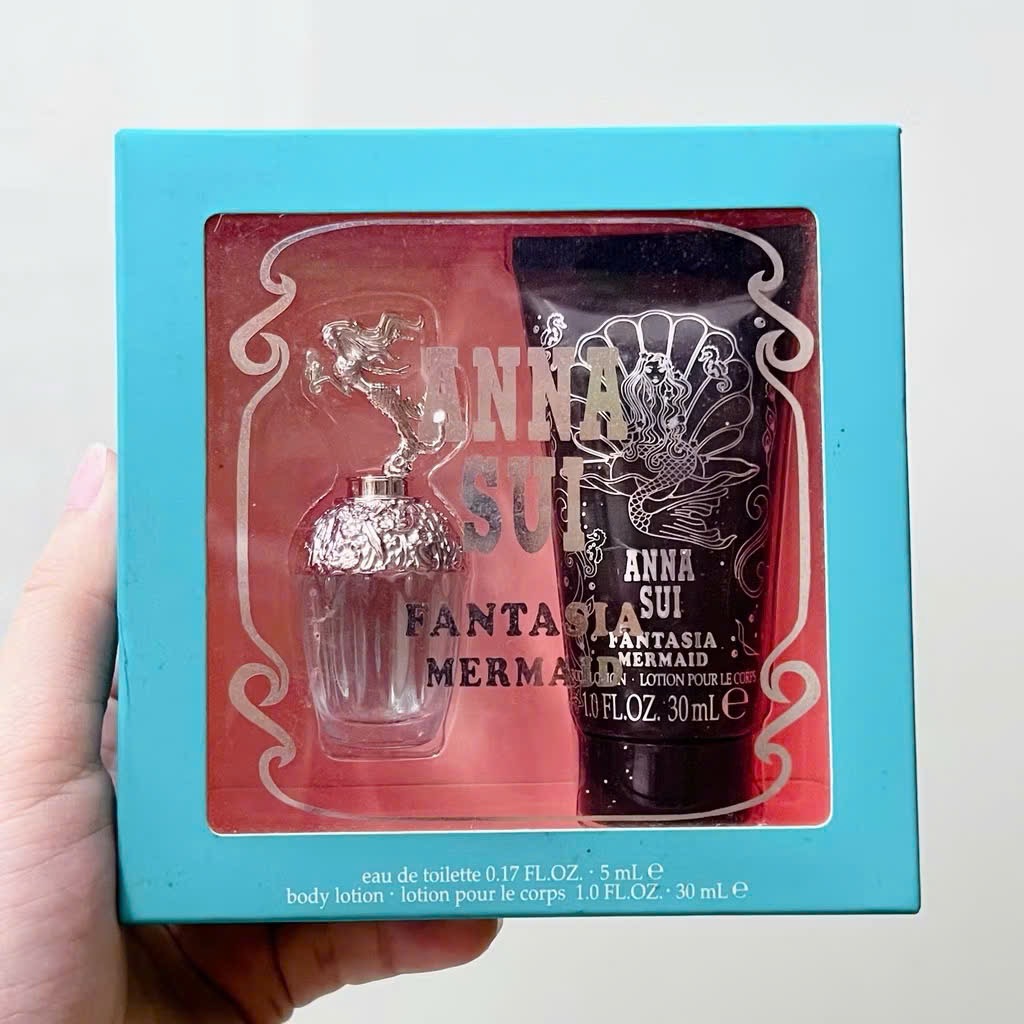 ANNA
SUI
FANTASIA
MERMAID
ANNA
SUI
FANTASIA
MERMAID
LOTION · LOTION POUR LE CORPS
1.0 FL.OZ. 30 mL ℮
eau de toilette 0.17 FL.OZ. · 5 mL ℮
body lotion · lotion pour le corps 1.0 FL.OZ. · 30 mL ℮